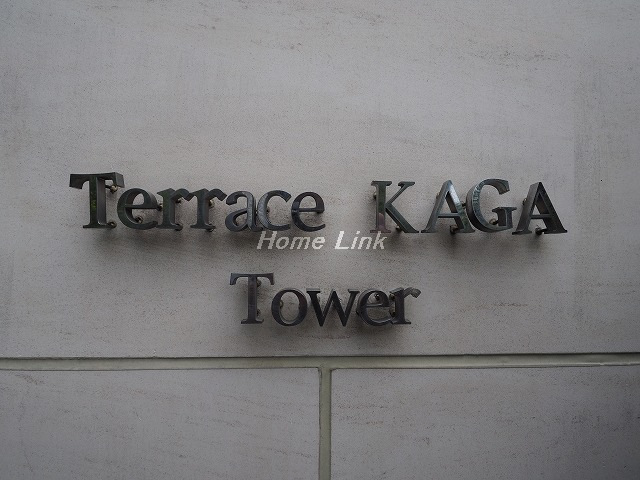 Terrace KAGA
Home Link
Tower